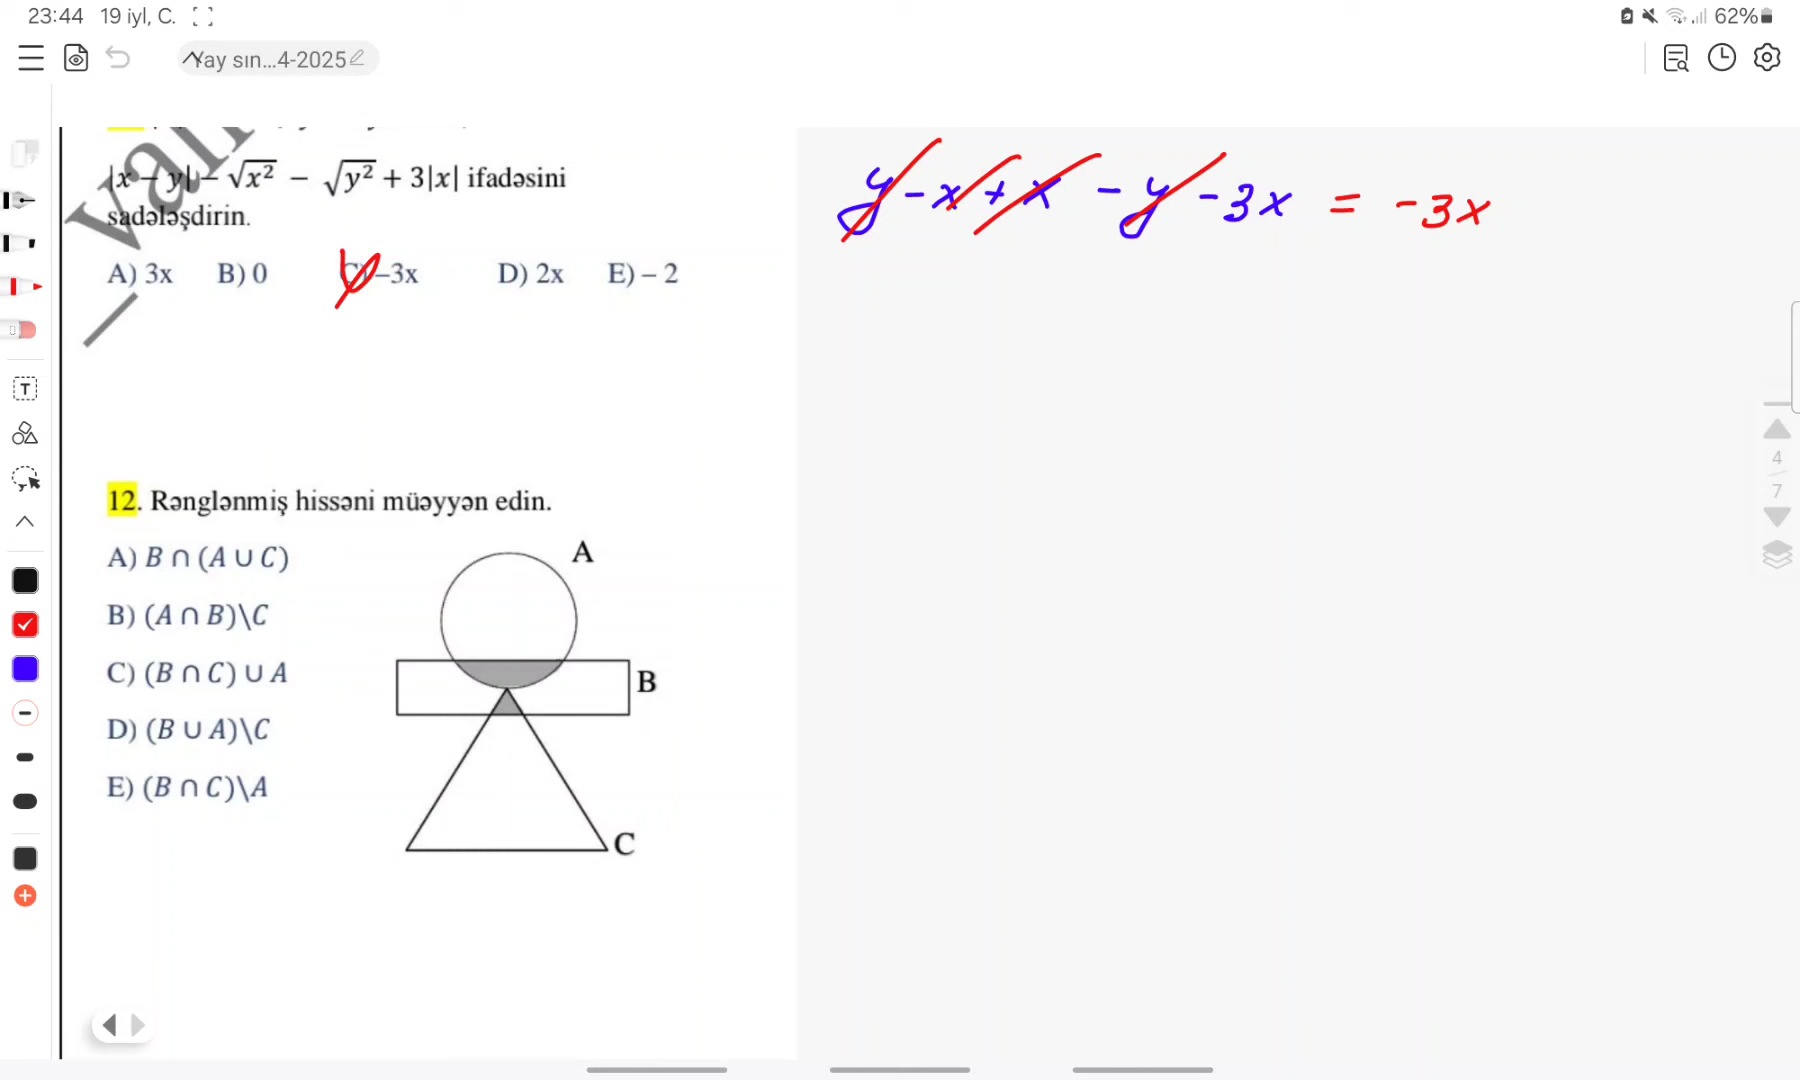 23:44 19 iyl, C. 62%
Yay sın...4-2025
|x – y| – √x² – √y² + 3|x| ifadəsini
sadələşdirin.
A) 3x B) 0 C) –3x D) 2x E) – 2
y - x + x - y - 3x = -3x
12. Rənglənmiş hissəni müəyyən edin.
A) B ∩ (A ∪ C)
B) (A ∩ B)\C
C) (B ∩ C) ∪ A
D) (B ∪ A)\C
E) (B ∩ C)\A
A
B
C
4
7
T